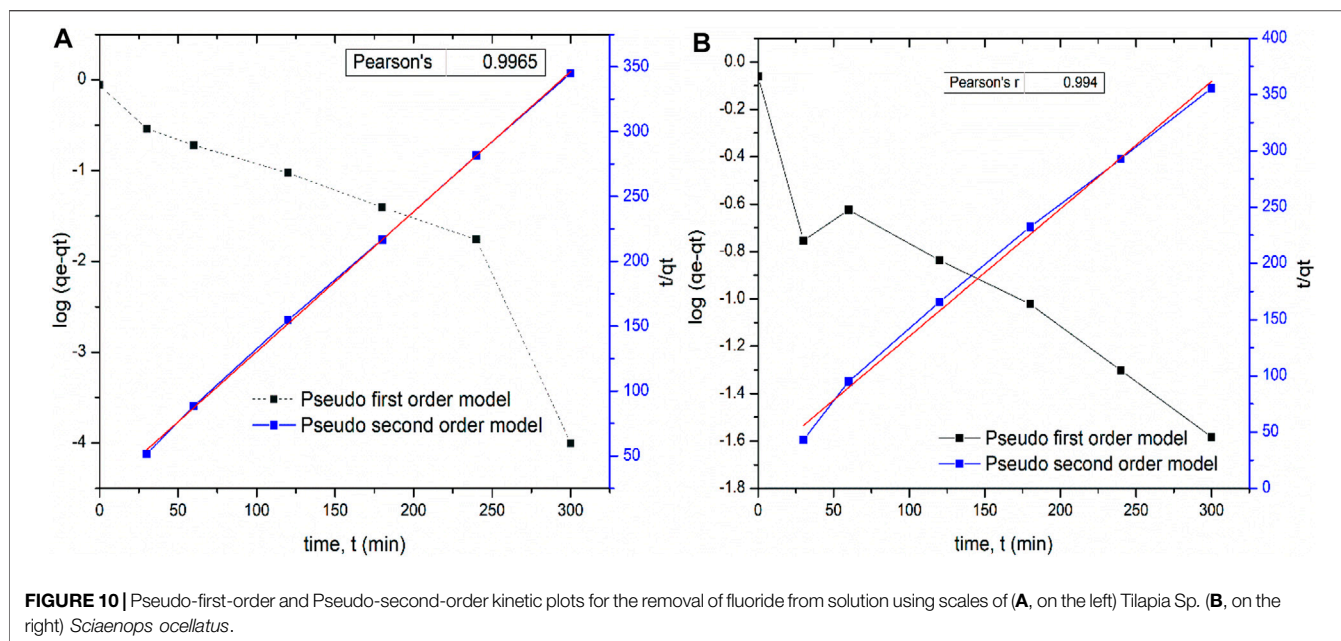 A
Pearson's 0.9965
0
-1
-2
-3
-4
log (qe-qt)
350
300
250
200
150
100
50
t/qt
Pseudo first order model
Pseudo second order model
0 50 100 150 200 250 300
time, t (min)
B
Pearson's r 0.994
0.0
-0.2
-0.4
-0.6
-0.8
-1.0
-1.2
-1.4
-1.6
-1.8
log (qe-qt)
400
350
300
250
200
150
100
50
0
t/qt
Pseudo first order model
Pseudo second order model
0 50 100 150 200 250 300
time, t (min)
FIGURE 10 | Pseudo-first-order and Pseudo-second-order kinetic plots for the removal of fluoride from solution using scales of (A, on the left) Tilapia Sp. (B, on the
right) Sciaenops ocellatus.